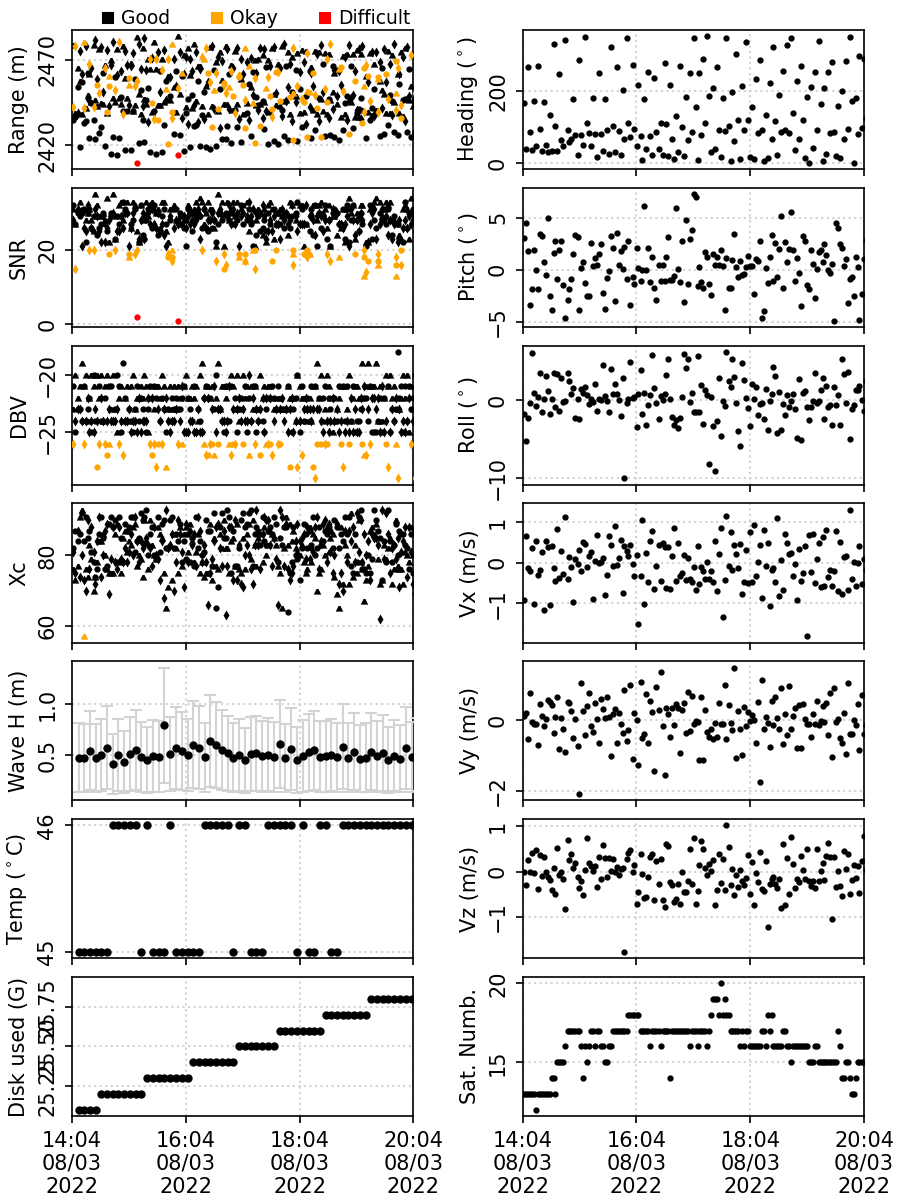 Good Okay Difficult
Range (m)
2470
2420
Heading (°)
200
0
SNR
20
0
Pitch (°)
5
0
−5
DBV
−20
−25
Roll (°)
0
−10
Xc
80
60
Vx (m/s)
1
0
−1
Wave H (m)
1.0
0.5
Vy (m/s)
0
−2
Temp (°C)
46
45
Vz (m/s)
1
0
−1
Disk used (G)
25.75
25.5
25.25
Sat. Numb.
20
15
14:04 16:04 18:04 20:04
08/03 08/03 08/03 08/03
2022 2022 2022 2022
14:04 16:04 18:04 20:04
08/03 08/03 08/03 08/03
2022 2022 2022 2022